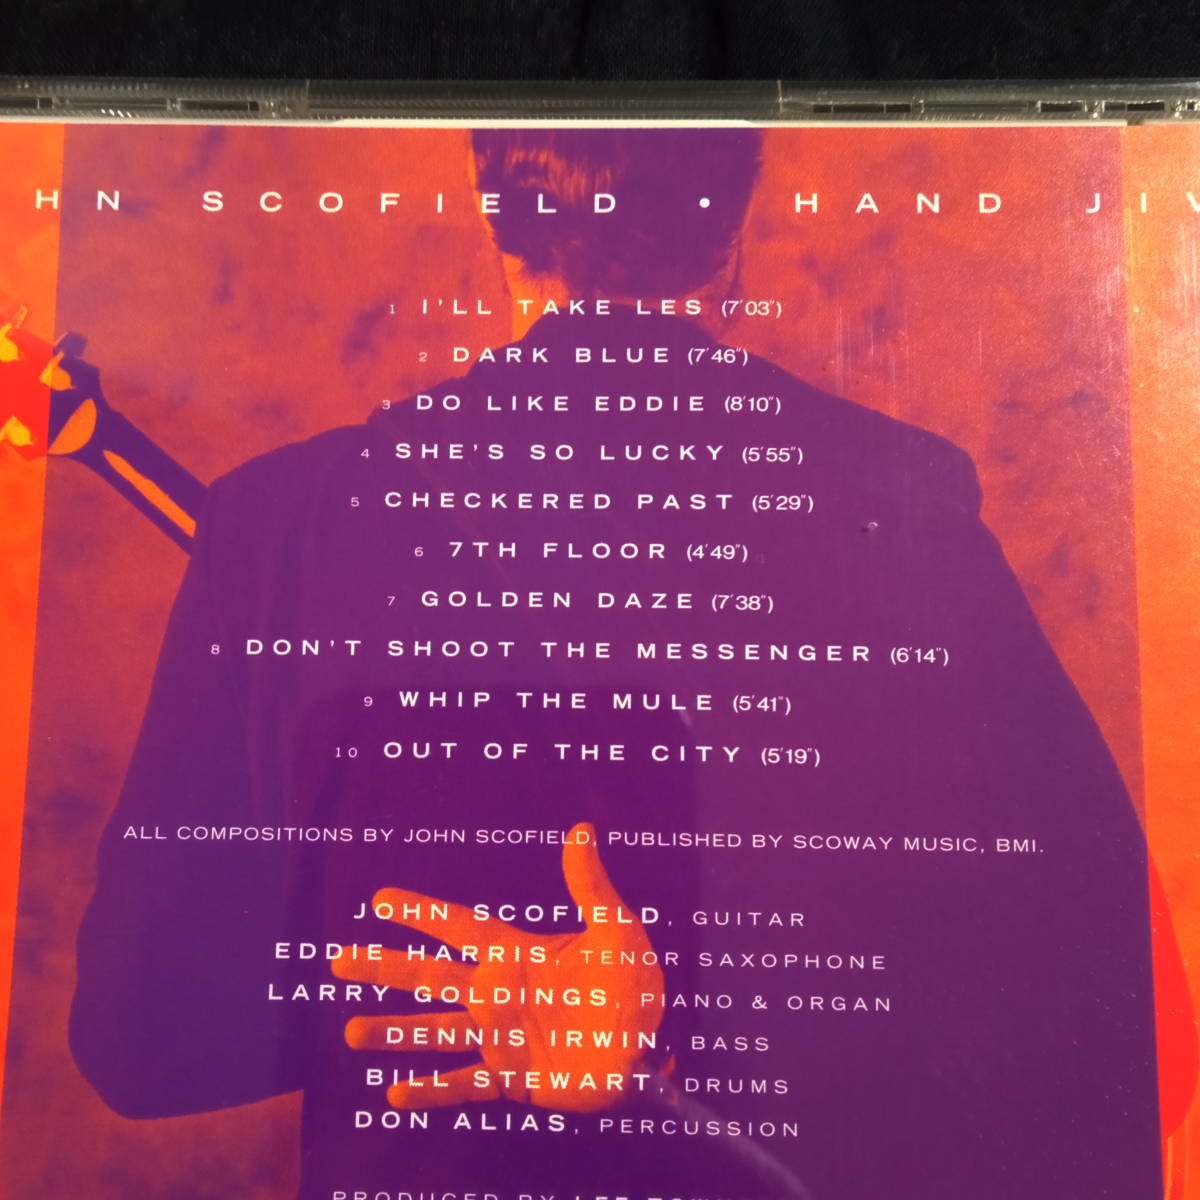 HN SCOFIELD • HAND JIV
1 I'LL TAKE LES (7'03")
2 DARK BLUE (7'46")
3 DO LIKE EDDIE (8'10")
4 SHE'S SO LUCKY (5'55")
5 CHECKERED PAST (5'29")
6 7TH FLOOR (4'49")
7 GOLDEN DAZE (7'38")
8 DON'T SHOOT THE MESSENGER (6'14")
9 WHIP THE MULE (5'41")
10 OUT OF THE CITY (5'19")
ALL COMPOSITIONS BY JOHN SCOFIELD, PUBLISHED BY SCOWAY MUSIC, BMI.
JOHN SCOFIELD, GUITAR
EDDIE HARRIS, TENOR SAXOPHONE
LARRY GOLDINGS, PIANO & ORGAN
DENNIS IRWIN, BASS
BILL STEWART, DRUMS
DON ALIAS, PERCUSSION
PRODUCED BY LEE